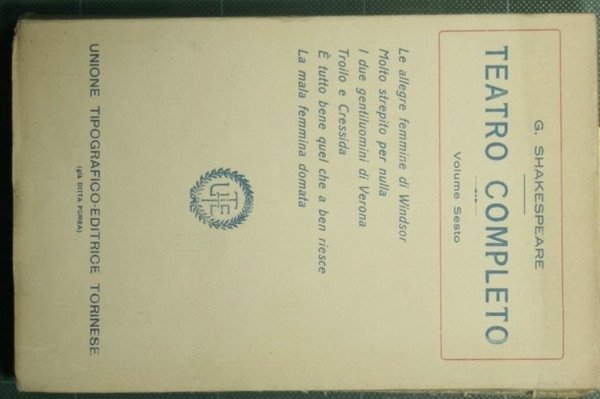 G. SHAKESPEARE
TEATRO COMPLETO
Volume Sesto
Le allegre femmine di Windsor
Molto strepito per nulla
I due gentiluomini di Verona
Troilo e Cressida
È tutto bene quel che a ben riesce
La mala femmina domata
UTET
UNIONE TIPOGRAFICO-EDITRICE TORINESE
(già DITTA POMBA)